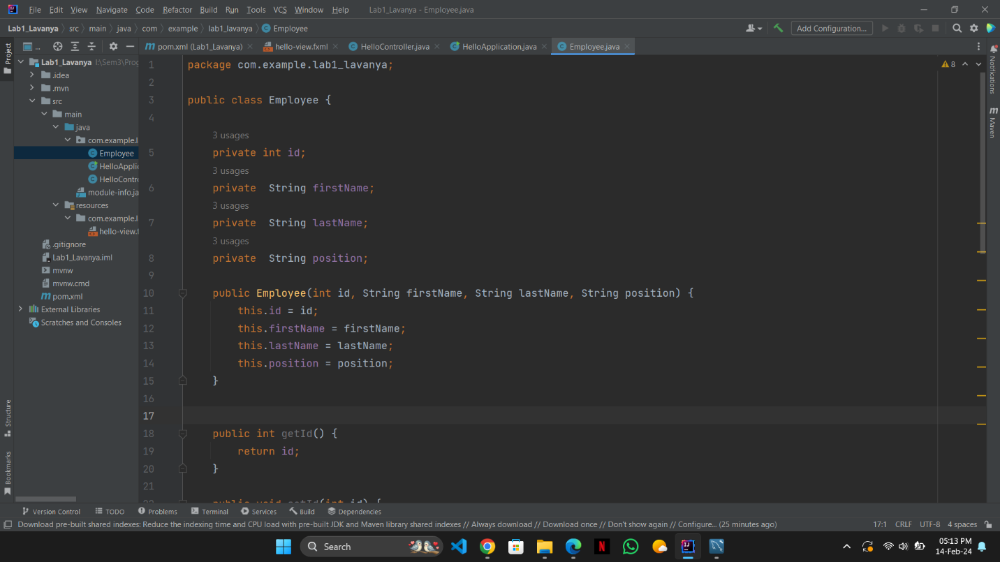 File Edit View Navigate Code Refactor Build Run Tools VCS Window Help Lab1_Lavanya - Employee.java
Lab1_Lavanya src main java com example lab1_lavanya Employee Add Configuration...
Project ... pom.xml (Lab1_Lavanya) hello-view.fxml HelloController.java HelloApplication.java Employee.java
Lab1_Lavanya I:\Sem3\Prog
.idea
.mvn
src
main
java
com.example.l
Employee
HelloApplic
HelloContro
module-info.ja
resources
com.example.l
hello-view.f
.gitignore
Lab1_Lavanya.iml
mvnw
mvnw.cmd
pom.xml
External Libraries
Scratches and Consoles
Structure
Bookmarks
1 package com.example.lab1_lavanya;
2
3 public class Employee {
4
3 usages
5 private int id;
3 usages
6 private  String firstName;
3 usages
7 private  String lastName;
3 usages
8 private  String position;
9
10 public Employee(int id, String firstName, String lastName, String position) {
11 this.id = id;
12 this.firstName = firstName;
13 this.lastName = lastName;
14 this.position = position;
15 }
16
17
18 public int getId() {
19 return id;
20 }
21
8
Notifications
Maven
Version Control TODO Problems Terminal Services Build Dependencies
Download pre-built shared indexes: Reduce the indexing time and CPU load with pre-built JDK and Maven library shared indexes // Always download // Download once // Don't show again // Configure... (25 minutes ago) 17:1 CRLF UTF-8 4 spaces
Search
05:13 PM
14-Feb-24